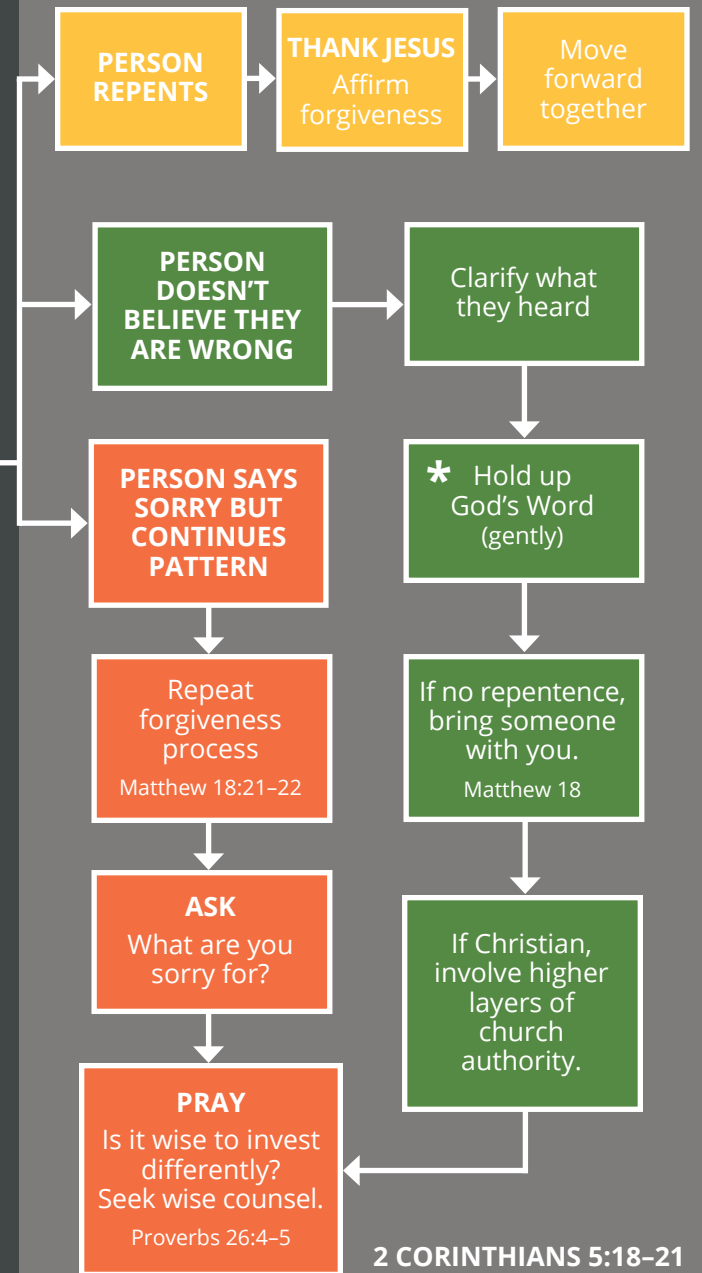 PERSON
REPENTS
THANK JESUS
Affirm
forgiveness
Move
forward
together
PERSON
DOESN'T
BELIEVE THEY
ARE WRONG
Clarify what
they heard
* Hold up
God's Word
(gently)
If no repentence,
bring someone
with you.
Matthew 18
If Christian,
involve higher
layers of
church
authority.
PERSON SAYS
SORRY BUT
CONTINUES
PATTERN
Repeat
forgiveness
process
Matthew 18:21–22
ASK
What are you
sorry for?
PRAY
Is it wise to invest
differently?
Seek wise counsel.
Proverbs 26:4–5
2 CORINTHIANS 5:18–21